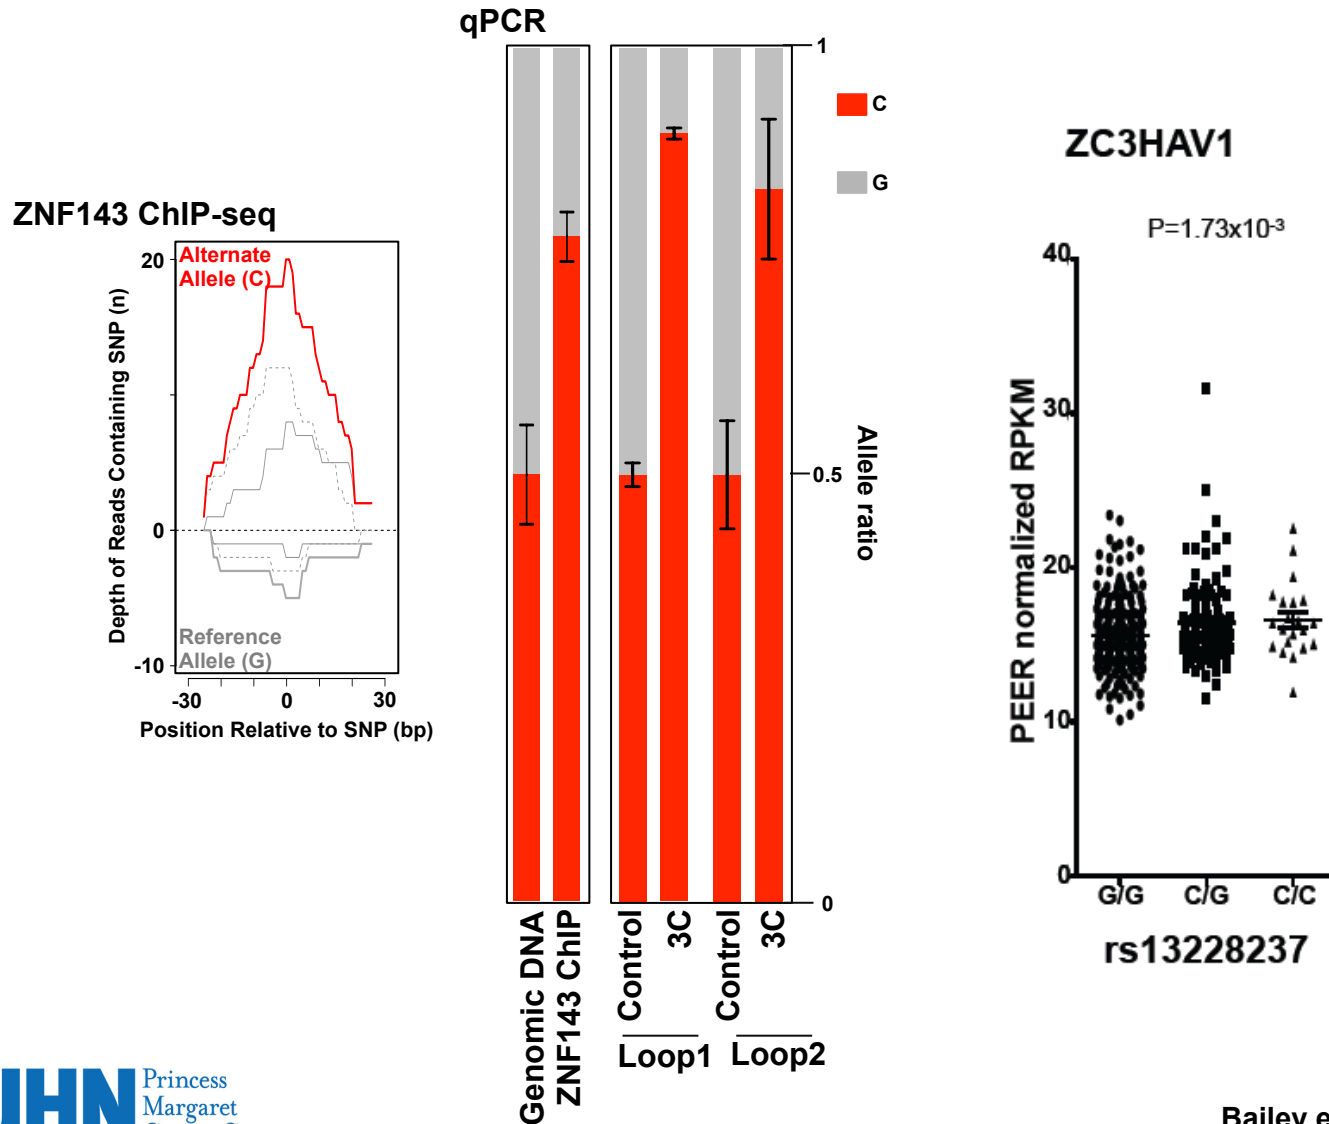 qPCR
ZNF143 ChIP-seq
Alternate
Allele (C)
Reference
Allele (G)
Depth of Reads Containing SNP (n)
20
0
-10
-30
0
30
Position Relative to SNP (bp)
1
0.5
0
Allele ratio
C
G
Genomic DNA
ZNF143 ChIP
Control
3C
Control
3C
Loop1
Loop2
ZC3HAV1
P=1.73x10⁻³
PEER normalized RPKM
40
30
20
10
0
G/G
C/G
C/C
rs13228237
UHN
Princess
Margaret
Bailey e